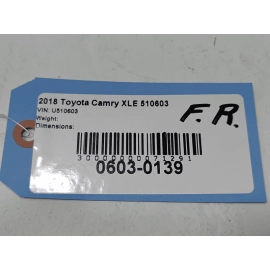 2018 Toyota Camry XLE 510603
VIN: U510603
Weight:
Dimensions:
F.R.
30000000071291
0603-0139